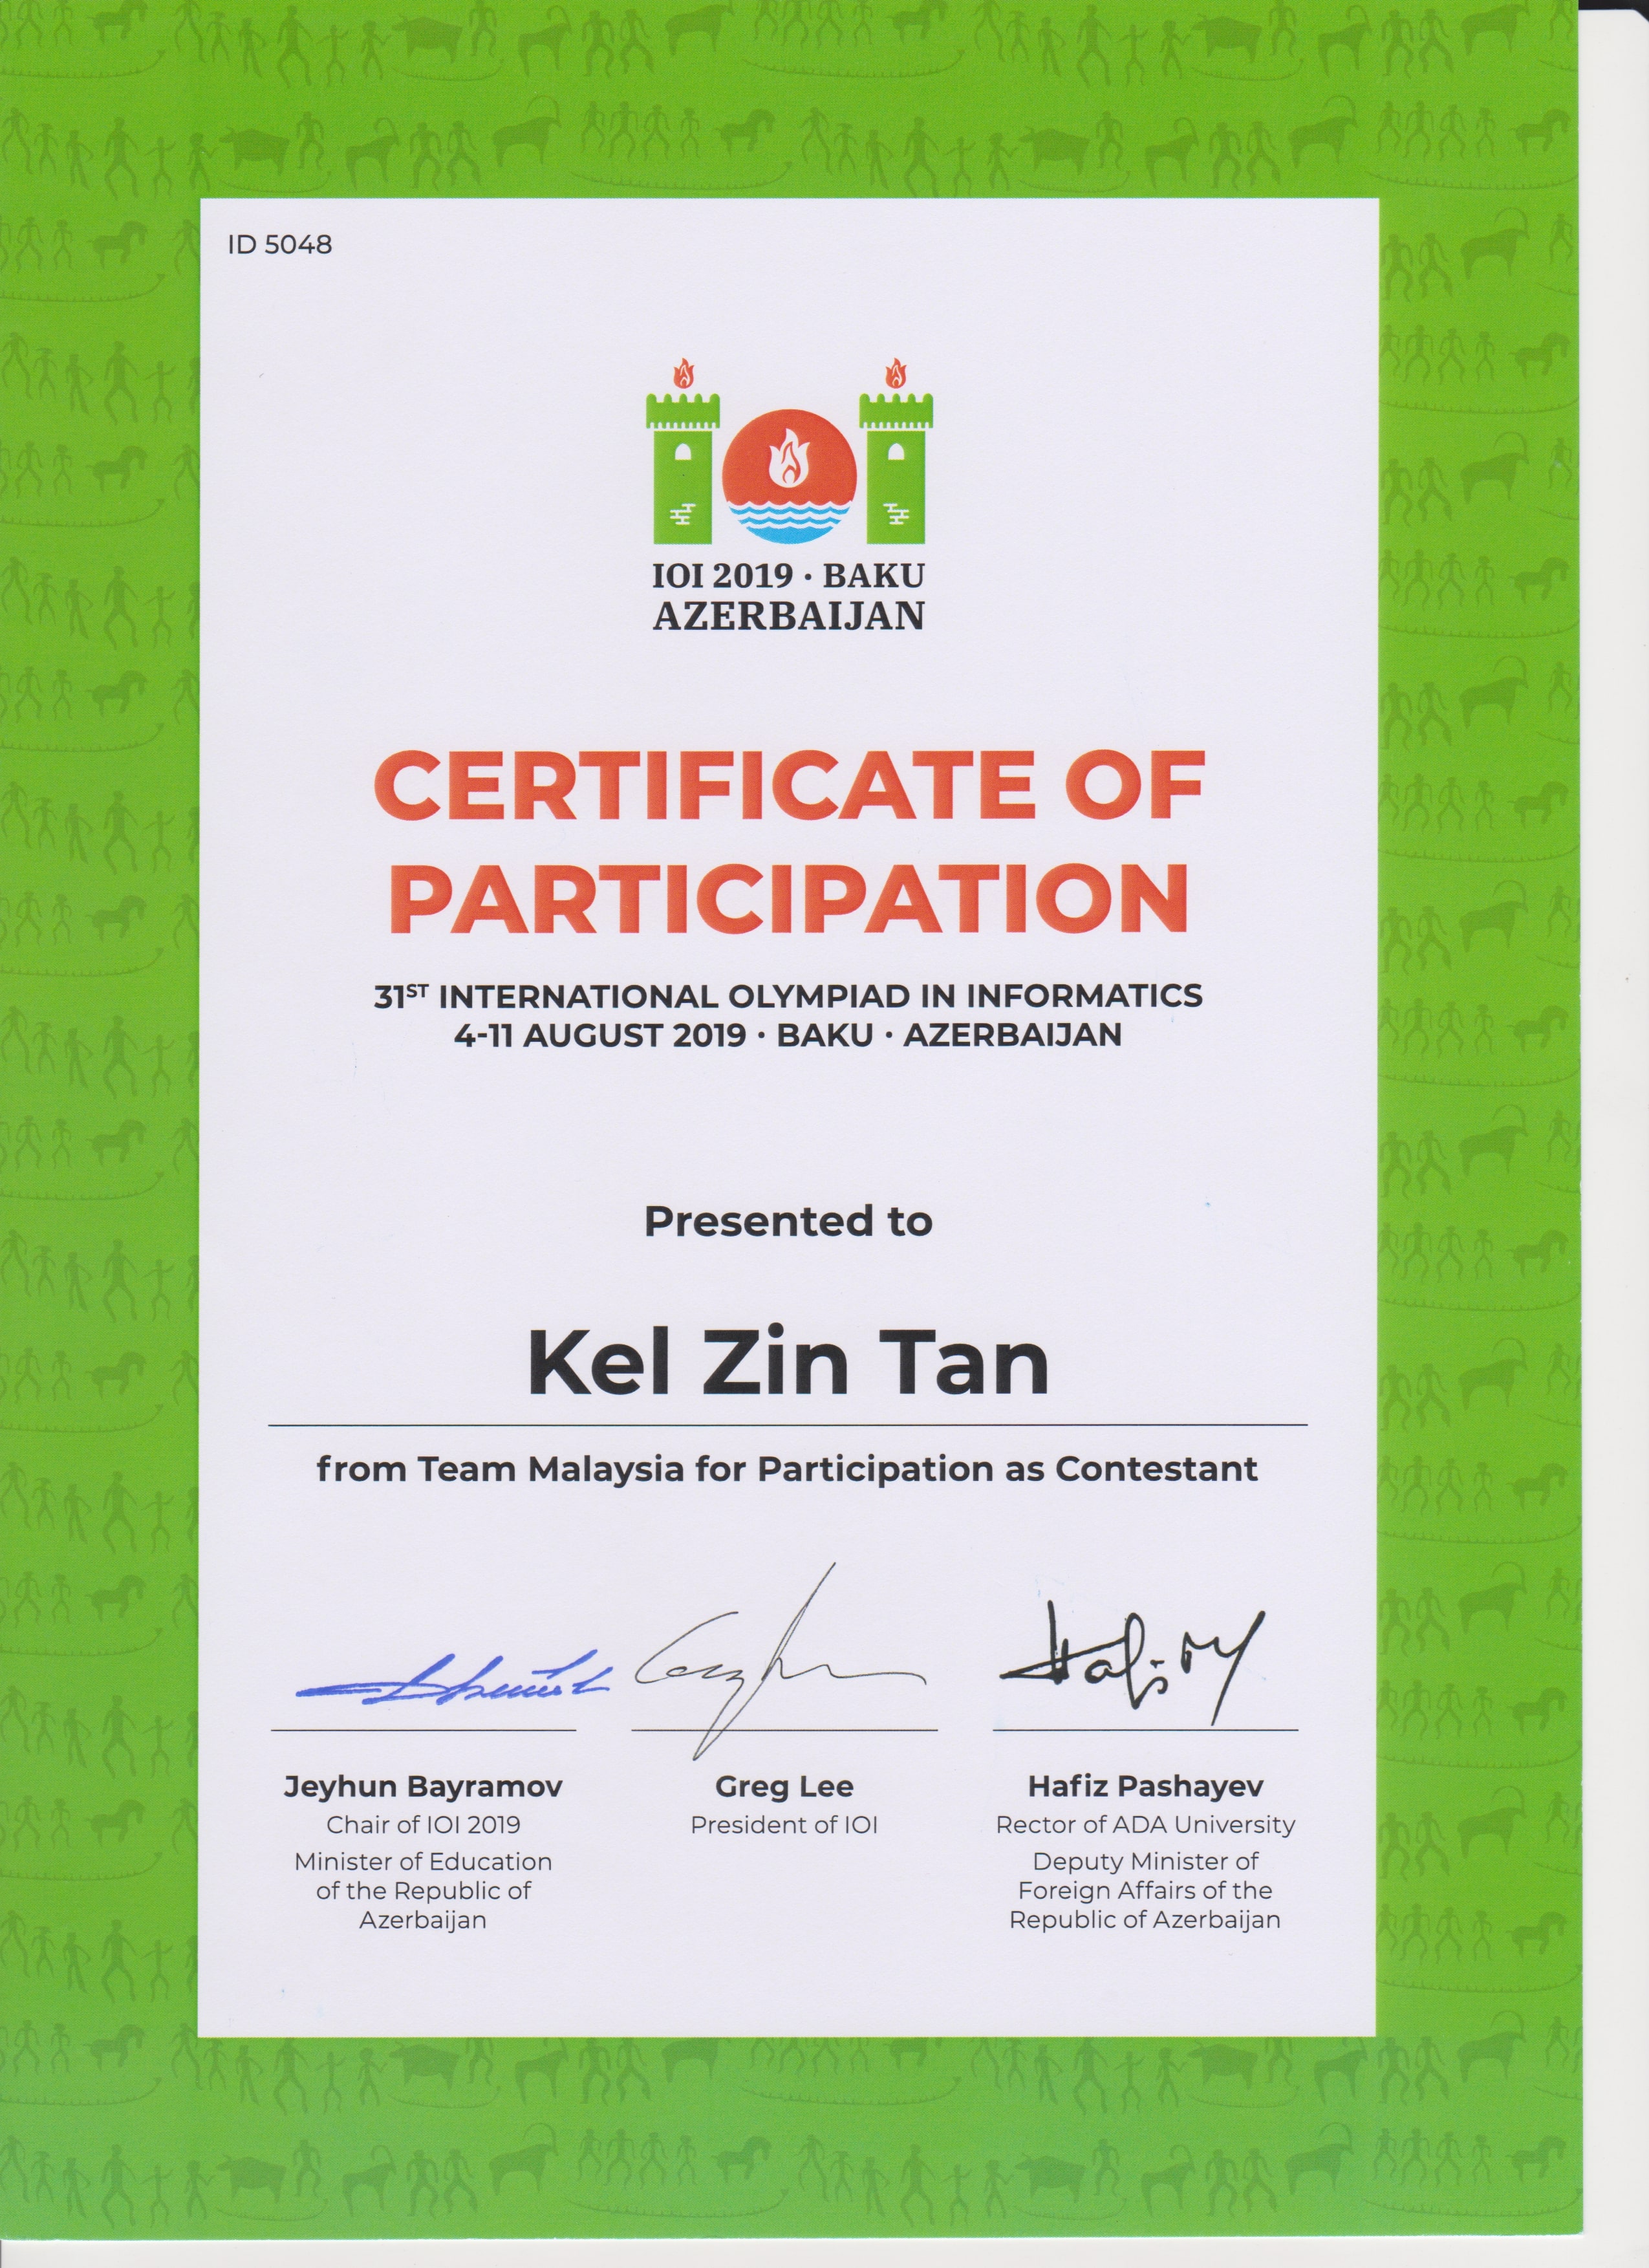 ID 5048
IOI 2019 · BAKU
AZERBAIJAN
CERTIFICATE OF
PARTICIPATION
31ST INTERNATIONAL OLYMPIAD IN INFORMATICS
4-11 AUGUST 2019 · BAKU · AZERBAIJAN
Presented to
Kel Zin Tan
from Team Malaysia for Participation as Contestant
Jeyhun Bayramov
Chair of IOI 2019
Minister of Education
of the Republic of
Azerbaijan
Greg Lee
President of IOI
Hafiz Pashayev
Rector of ADA University
Deputy Minister of
Foreign Affairs of the
Republic of Azerbaijan